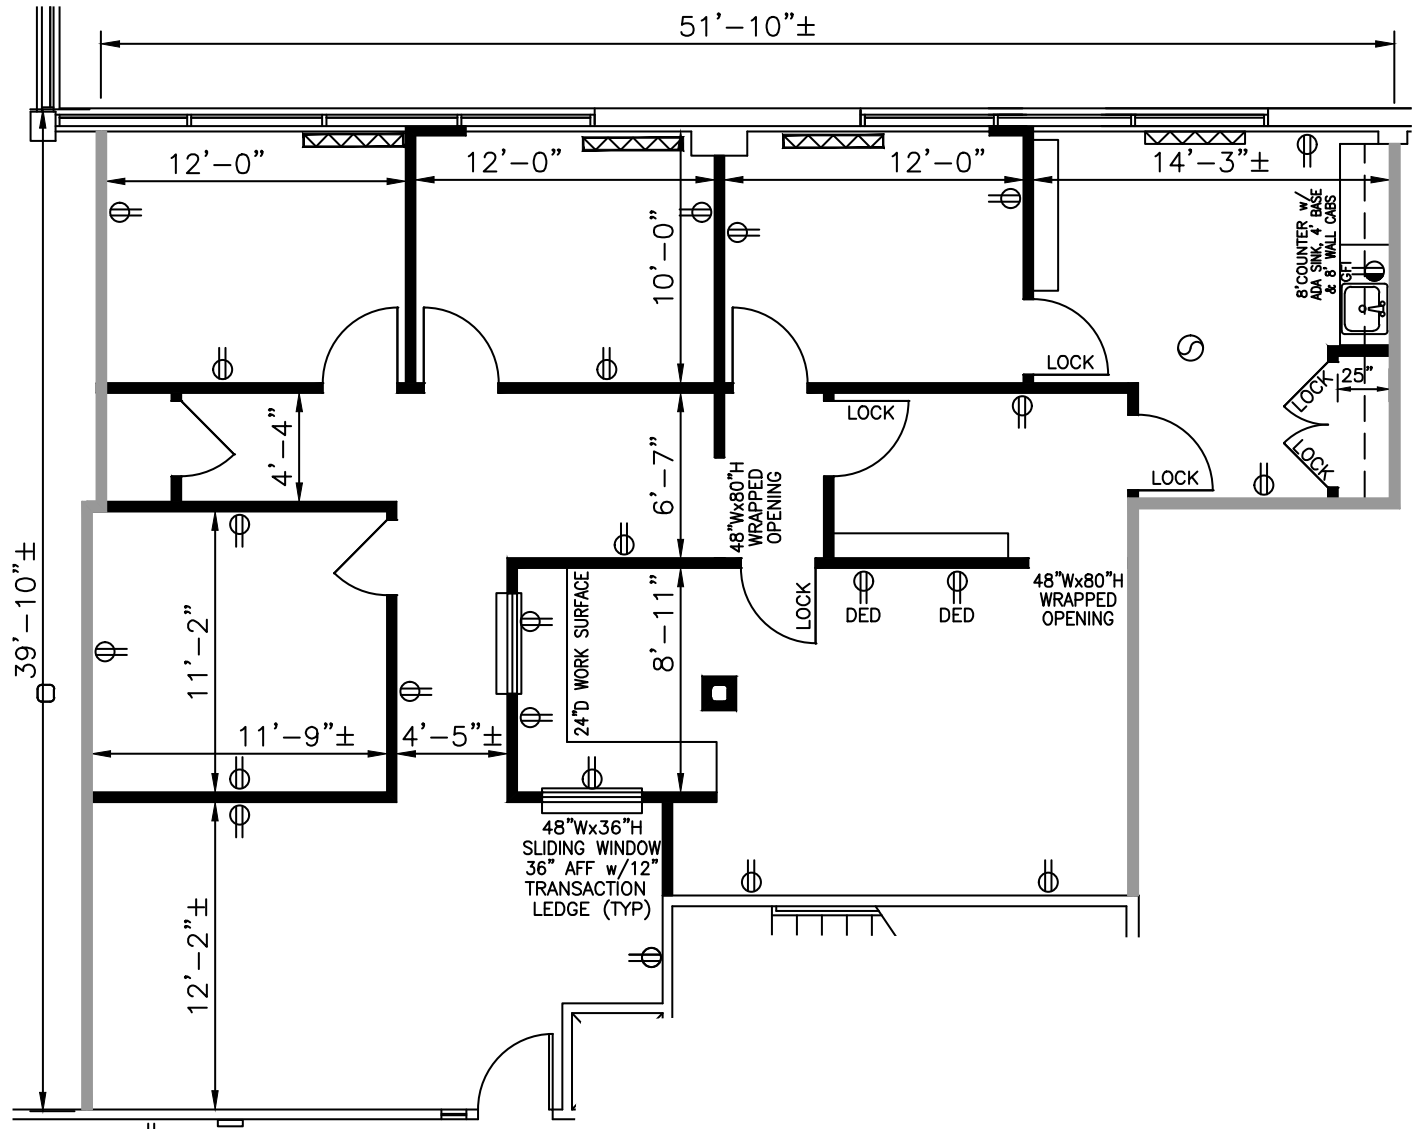 51'-10"±
12'-0"
12'-0"
12'-0"
14'-3"±
10'-0"
8'COUNTER w/
ADA SINK, 4' BASE
& 8' WALL CABS
GFI
LOCK
25"
LOCK
LOCK
LOCK
LOCK
4'-4"
6'-7"
48"Wx80"H
WRAPPED
OPENING
39'-10"±
11'-2"
24"D WORK SURFACE
8'-11"
LOCK
DED
DED
48"Wx80"H
WRAPPED
OPENING
11'-9"±
4'-5"±
48"Wx36"H
SLIDING WINDOW
36" AFF w/12"
TRANSACTION
LEDGE (TYP)
12'-2"±